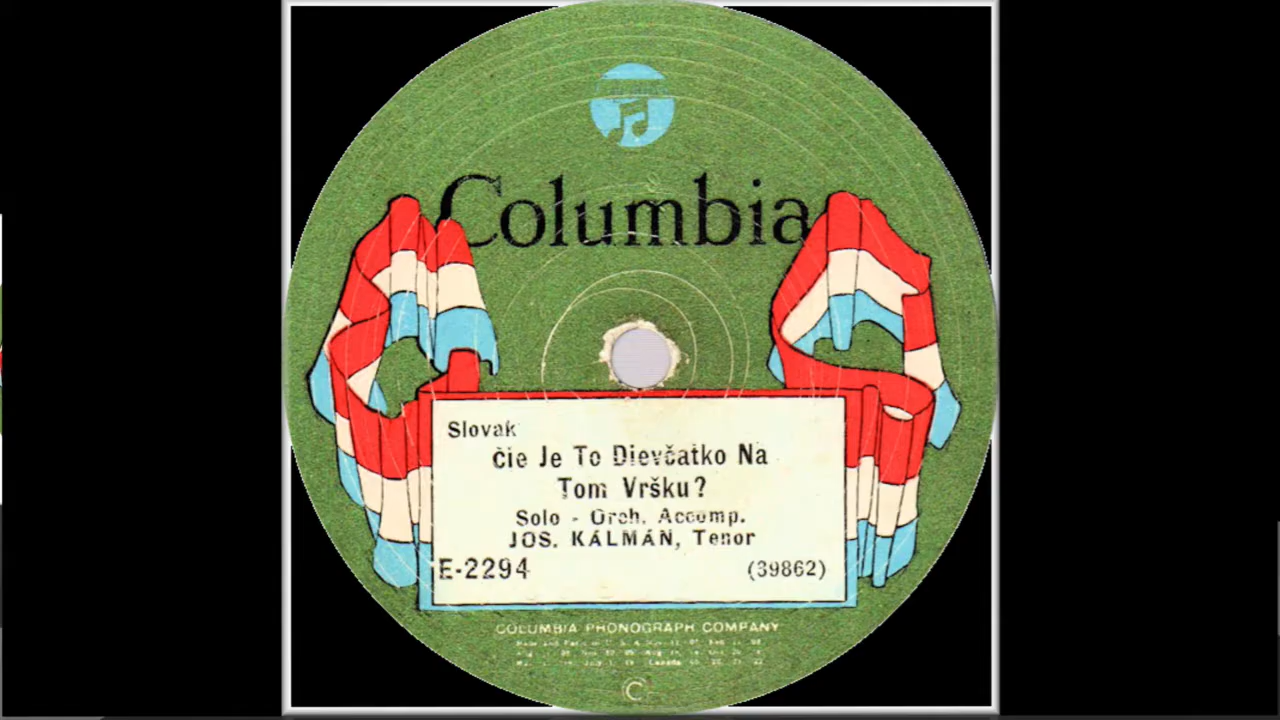 Columbia
Slovak
čie Je To Dievčatko Na
Tom Vršku?
Solo - Orch. Accomp.
JOS. KÁLMÁN, Tenor
E-2294
(39862)
COLUMBIA PHONOGRAPH COMPANY
C